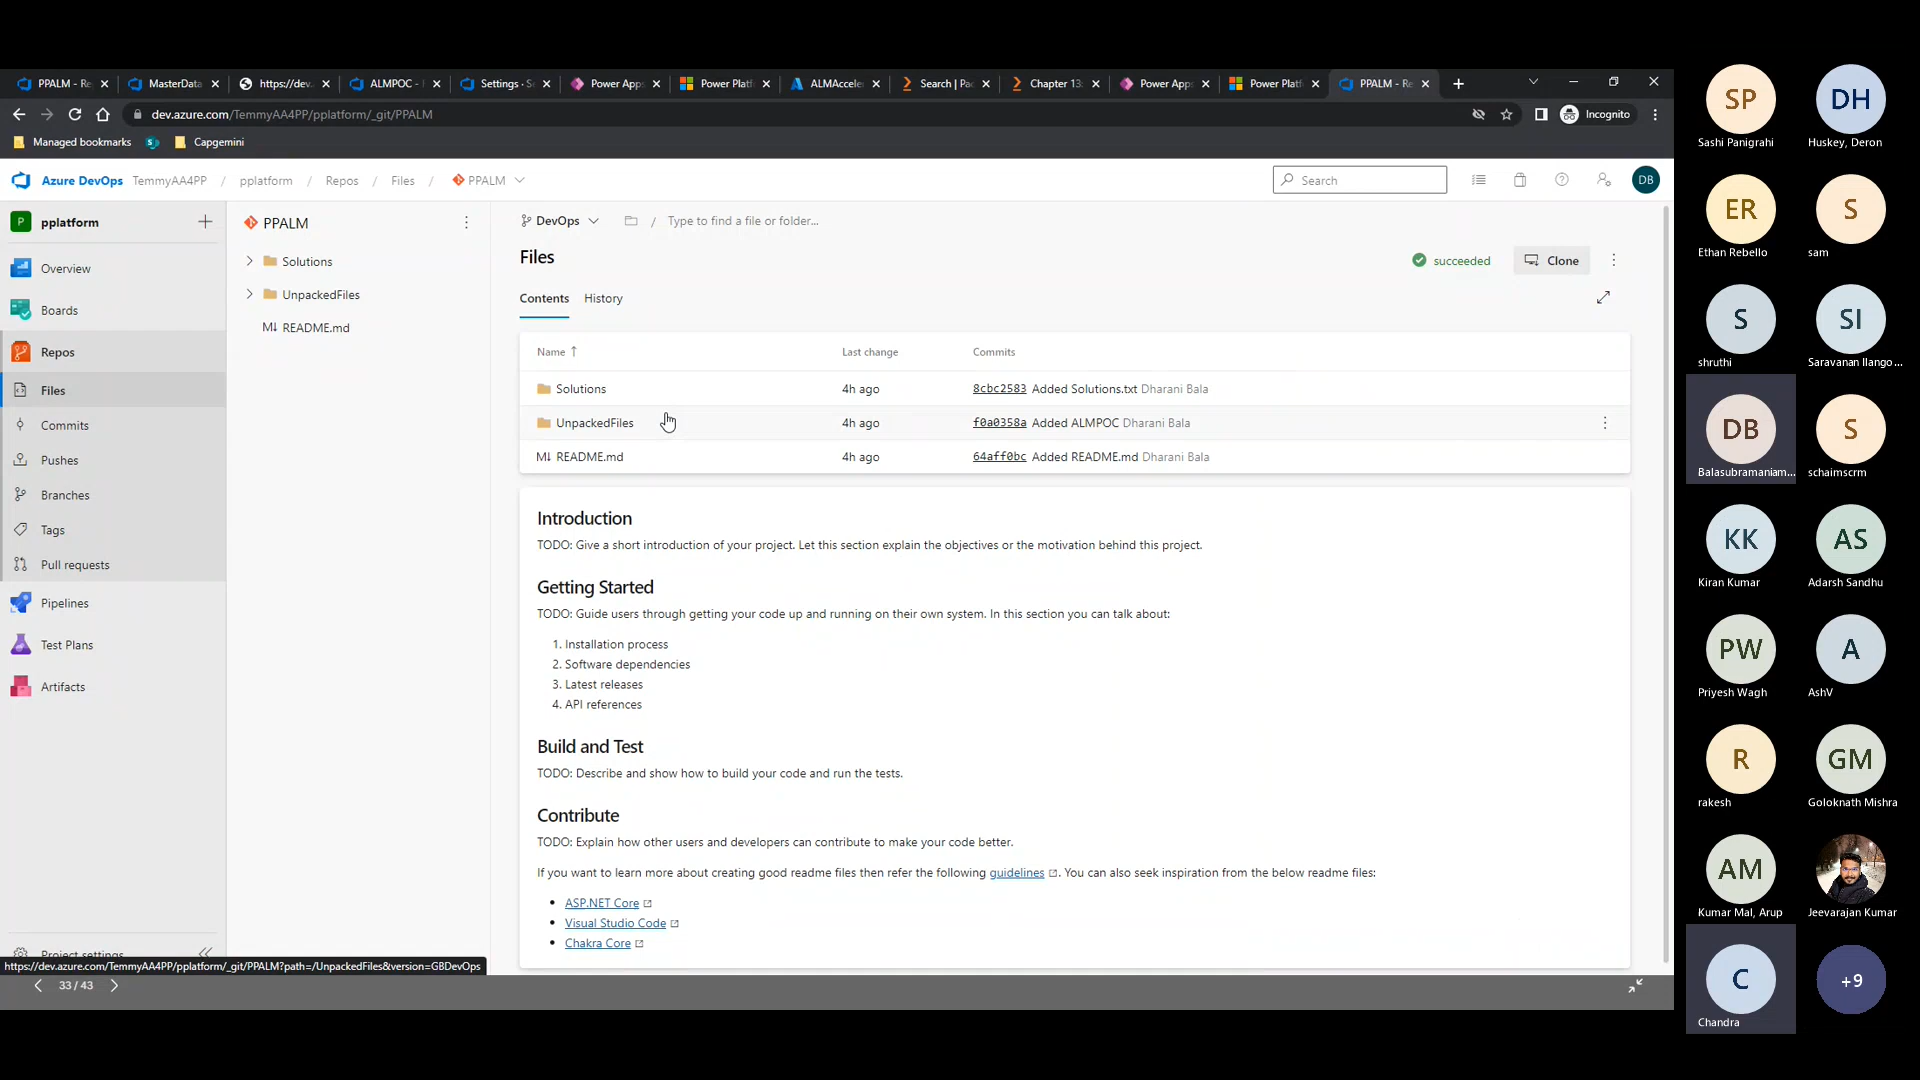 PPALM - Re
MasterData
https://dev.
ALMPOC -
Settings · S
Power Apps
Power Platf
ALMAccele
Search | Pac
Chapter 13:
Power Apps
Power Platf
PPALM - Re
dev.azure.com/TemmyAA4PP/pplatform/_git/PPALM
Incognito
Managed bookmarks
Capgemini
Azure DevOps TemmyAA4PP / pplatform / Repos / Files / PPALM
Search
DB
P pplatform
Overview
Boards
Repos
Files
Commits
Pushes
Branches
Tags
Pull requests
Pipelines
Test Plans
Artifacts
Project settings
PPALM
Solutions
UnpackedFiles
M↓ README.md
DevOps / Type to find a file or folder...
Files
succeeded
Clone
Contents History
Name ↑ Last change Commits
Solutions 4h ago 8cbc2583 Added Solutions.txt Dharani Bala
UnpackedFiles 4h ago f0a0358a Added ALMPOC Dharani Bala
M↓ README.md 4h ago 64aff0bc Added README.md Dharani Bala
Introduction
TODO: Give a short introduction of your project. Let this section explain the objectives or the motivation behind this project.
Getting Started
TODO: Guide users through getting your code up and running on their own system. In this section you can talk about:
1. Installation process
2. Software dependencies
3. Latest releases
4. API references
Build and Test
TODO: Describe and show how to build your code and run the tests.
Contribute
TODO: Explain how other users and developers can contribute to make your code better.
If you want to learn more about creating good readme files then refer the following guidelines. You can also seek inspiration from the below readme files:
• ASP.NET Core
• Visual Studio Code
• Chakra Core
https://dev.azure.com/TemmyAA4PP/pplatform/_git/PPALM?path=/UnpackedFiles&version=GBDevOps
33 / 43
SP
Sashi Panigrahi
DH
Huskey, Deron
ER
Ethan Rebello
S
sam
S
shruthi
SI
Saravanan Ilango ...
DB
Balasubramaniam...
S
schaimscrm
KK
Kiran Kumar
AS
Adarsh Sandhu
PW
Priyesh Wagh
A
AshV
R
rakesh
GM
Goloknath Mishra
AM
Kumar Mal, Arup
Jeevarajan Kumar
C
Chandra
+9